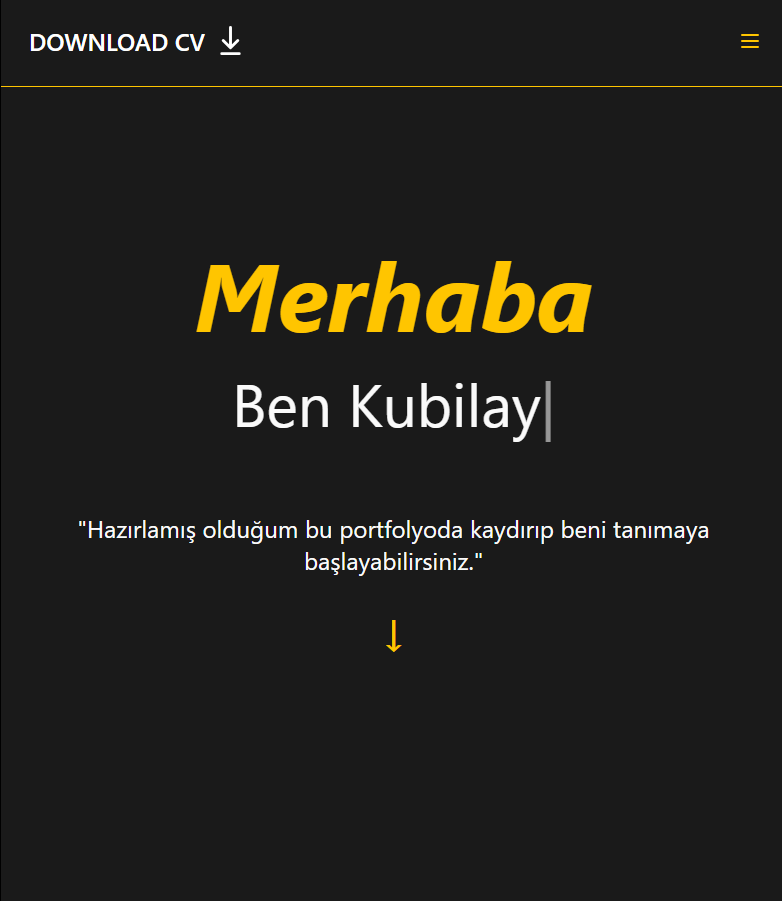 DOWNLOAD CV
Merhaba
Ben Kubilay
"Hazırlamış olduğum bu portfolyoda kaydırıp beni tanımaya
başlayabilirsiniz."